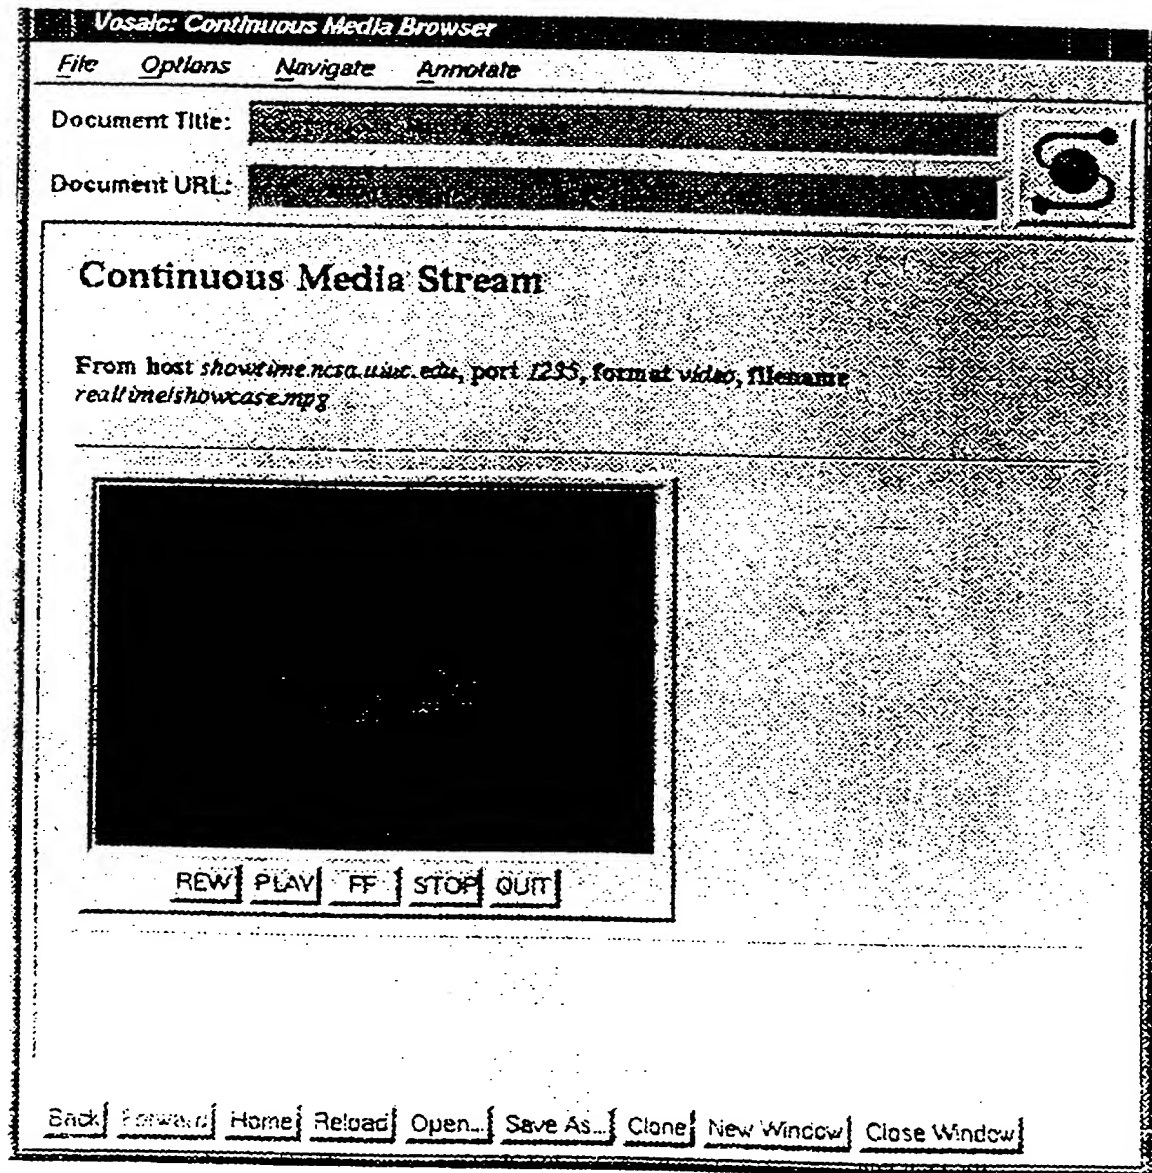 Vosaic: Continuous Media Browser
File Options Navigate Annotate
Document Title:
Document URL:
Continuous Media Stream
From host showtime.ncsa.uiuc.edu, port 1235, format video, filename
realtime/showcase.mpg
REW PLAY FF STOP QUIT
Back Forward Home Reload Open... Save As... Clone New Window Close Window